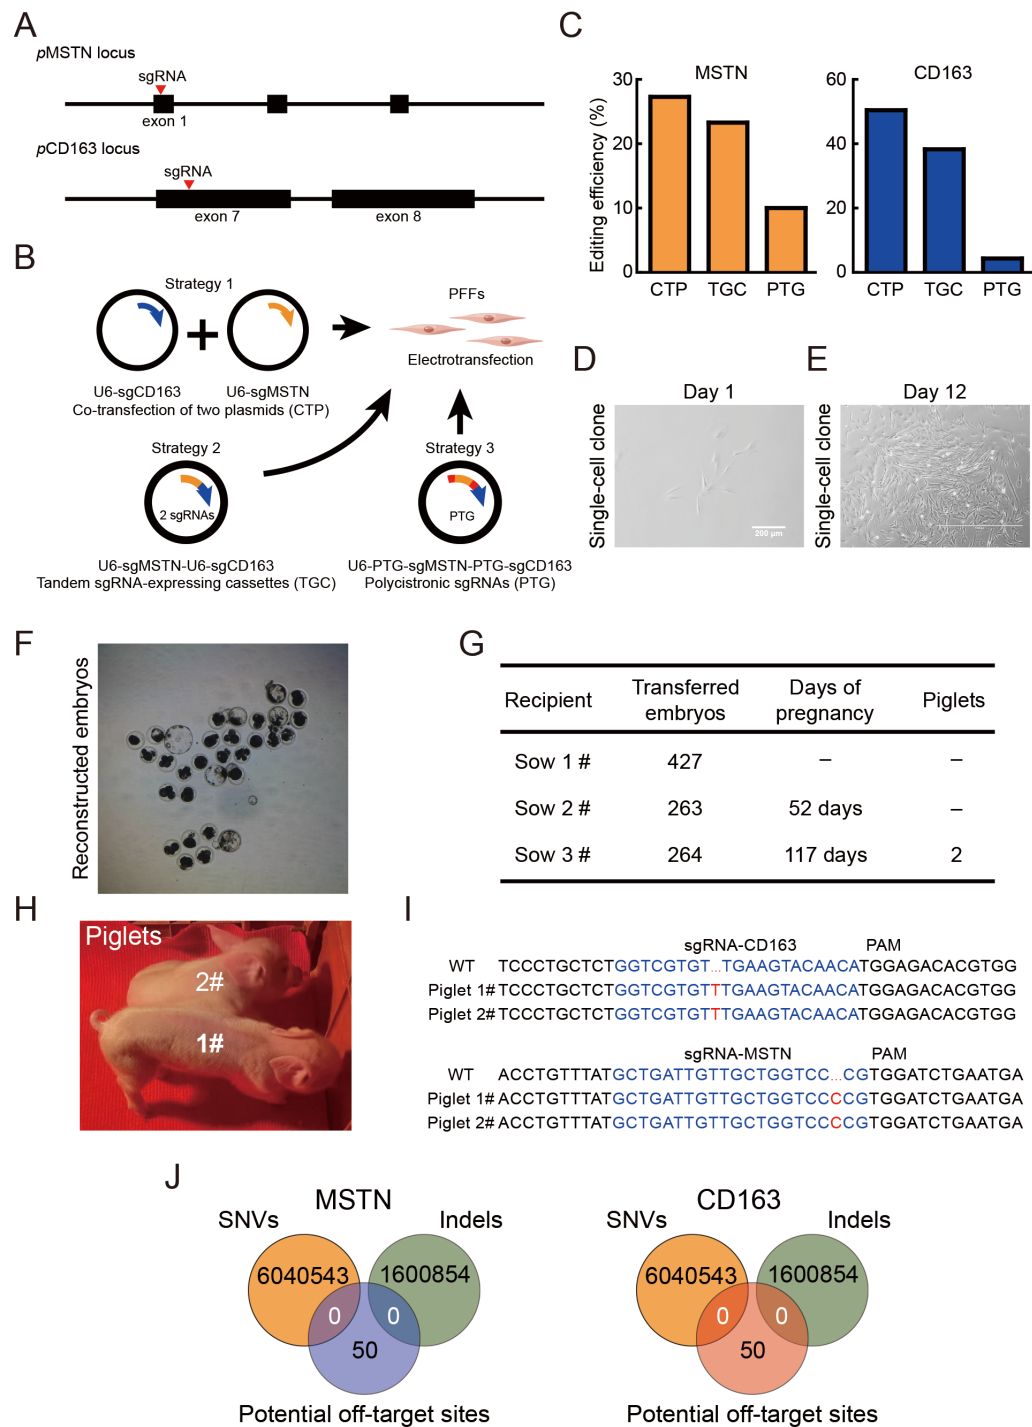 A
pMSTN locus
sgRNA
exon 1
pCD163 locus
sgRNA
exon 7
exon 8
B
Strategy 1
U6-sgCD163
U6-sgMSTN
Co-transfection of two plasmids (CTP)
PFFs
Electrotransfection
Strategy 2
2 sgRNAs
U6-sgMSTN-U6-sgCD163
Tandem sgRNA-expressing cassettes (TGC)
Strategy 3
PTG
U6-PTG-sgMSTN-PTG-sgCD163
Polycistronic sgRNAs (PTG)
C
MSTN
Editing efficiency (%)
30
20
10
0
CTP TGC PTG
CD163
60
40
20
0
CTP TGC PTG
D
Day 1
Single-cell clone
200 μm
E
Day 12
Single-cell clone
F
Reconstructed embryos
G
Recipient Transferred embryos Days of pregnancy Piglets
Sow 1 # 427 – –
Sow 2 # 263 52 days –
Sow 3 # 264 117 days 2
H
Piglets
2#
1#
I
sgRNA-CD163 PAM
WT TCCCTGCTCTGGTCGTGT...TGAAGTACAACATGGAGACACGTGG
Piglet 1# TCCCTGCTCTGGTCGTGTTTGAAGTACAACATGGAGACACGTGG
Piglet 2# TCCCTGCTCTGGTCGTGTTTGAAGTACAACATGGAGACACGTGG
sgRNA-MSTN PAM
WT ACCTGTTTATGCTGATTGTTGCTGGTCC...CGTGGATCTGAATGA
Piglet 1# ACCTGTTTATGCTGATTGTTGCTGGTCCCCGTGGATCTGAATGA
Piglet 2# ACCTGTTTATGCTGATTGTTGCTGGTCCCCGTGGATCTGAATGA
J
MSTN
SNVs
Indels
6040543
1600854
0
0
50
Potential off-target sites
CD163
SNVs
Indels
6040543
1600854
0
0
50
Potential off-target sites